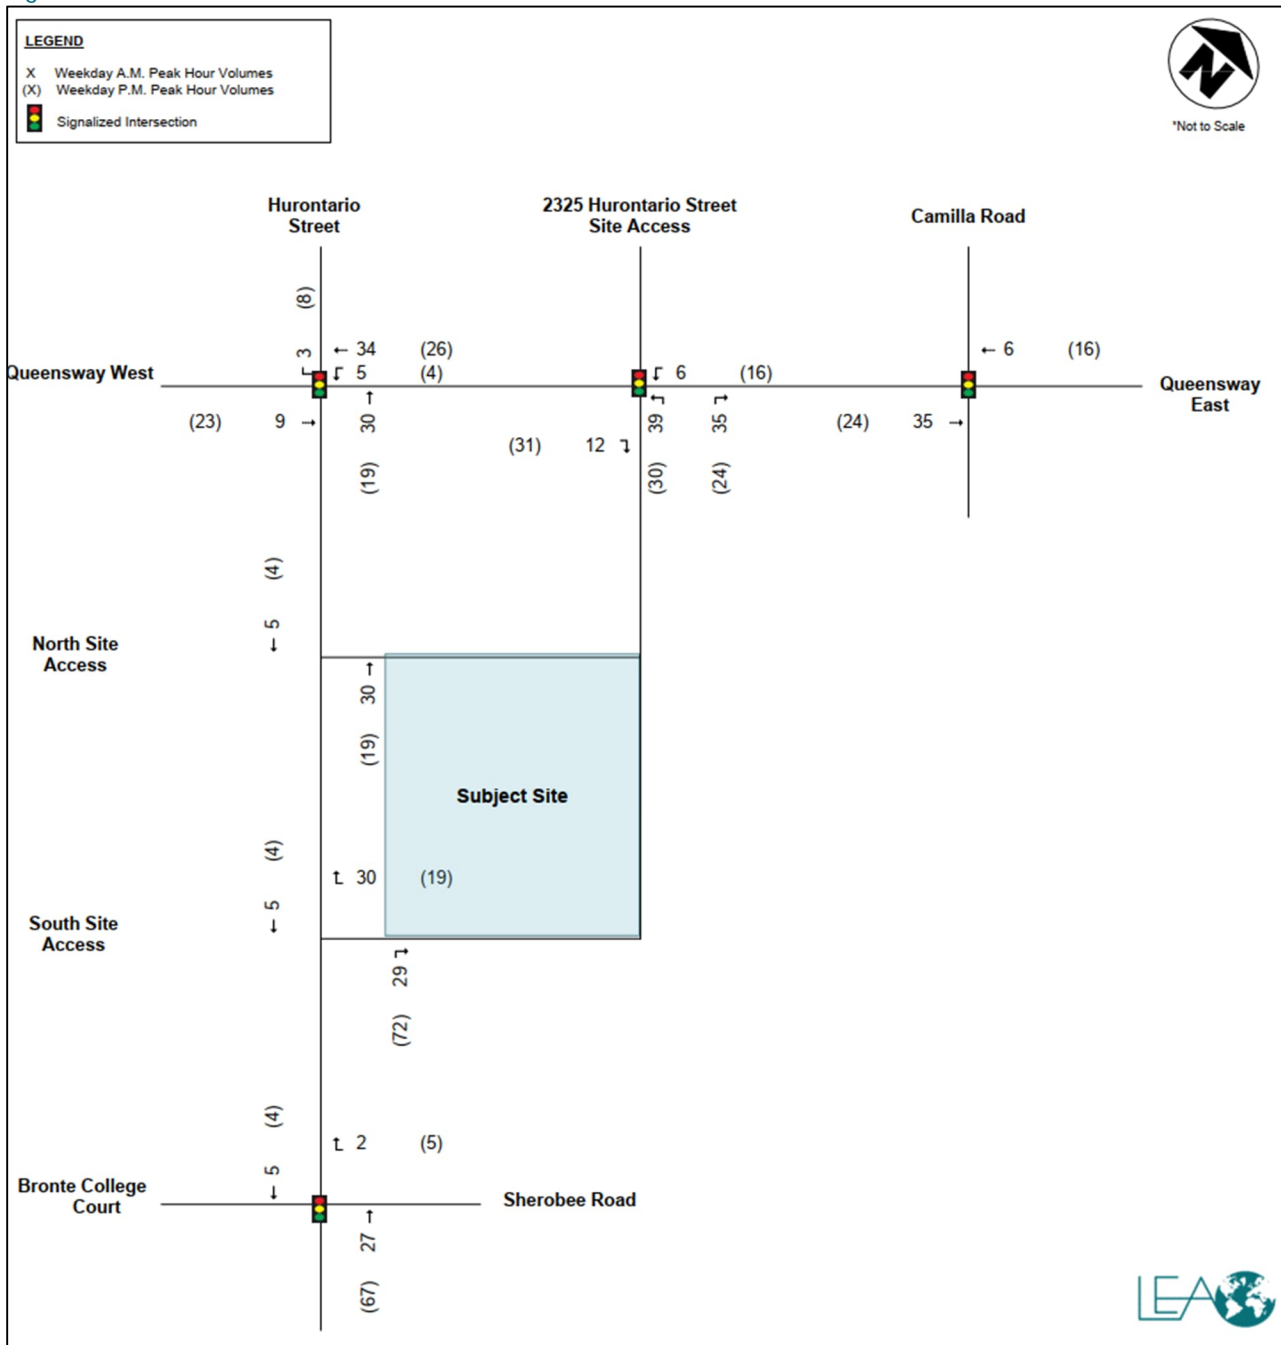 LEGEND
X Weekday A.M. Peak Hour Volumes
(X) Weekday P.M. Peak Hour Volumes
Signalized Intersection
N
*Not to Scale
Hurontario
Street
2325 Hurontario Street
Site Access
Camilla Road
(8)
3
← 34 (26)
5 (4)
6 (16)
← 6 (16)
Queensway West
Queensway
East
(23) 9 →
↑
30
(19)
(31) 12
39
(30)
35
(24)
(24) 35 →
(4)
5
↓
North Site
Access
↑
30
(19)
Subject Site
(4)
5
↓
30 (19)
South Site
Access
29
(72)
(4)
5
↓
2 (5)
Bronte College
Court
Sherobee Road
↑
27
(67)
LEA